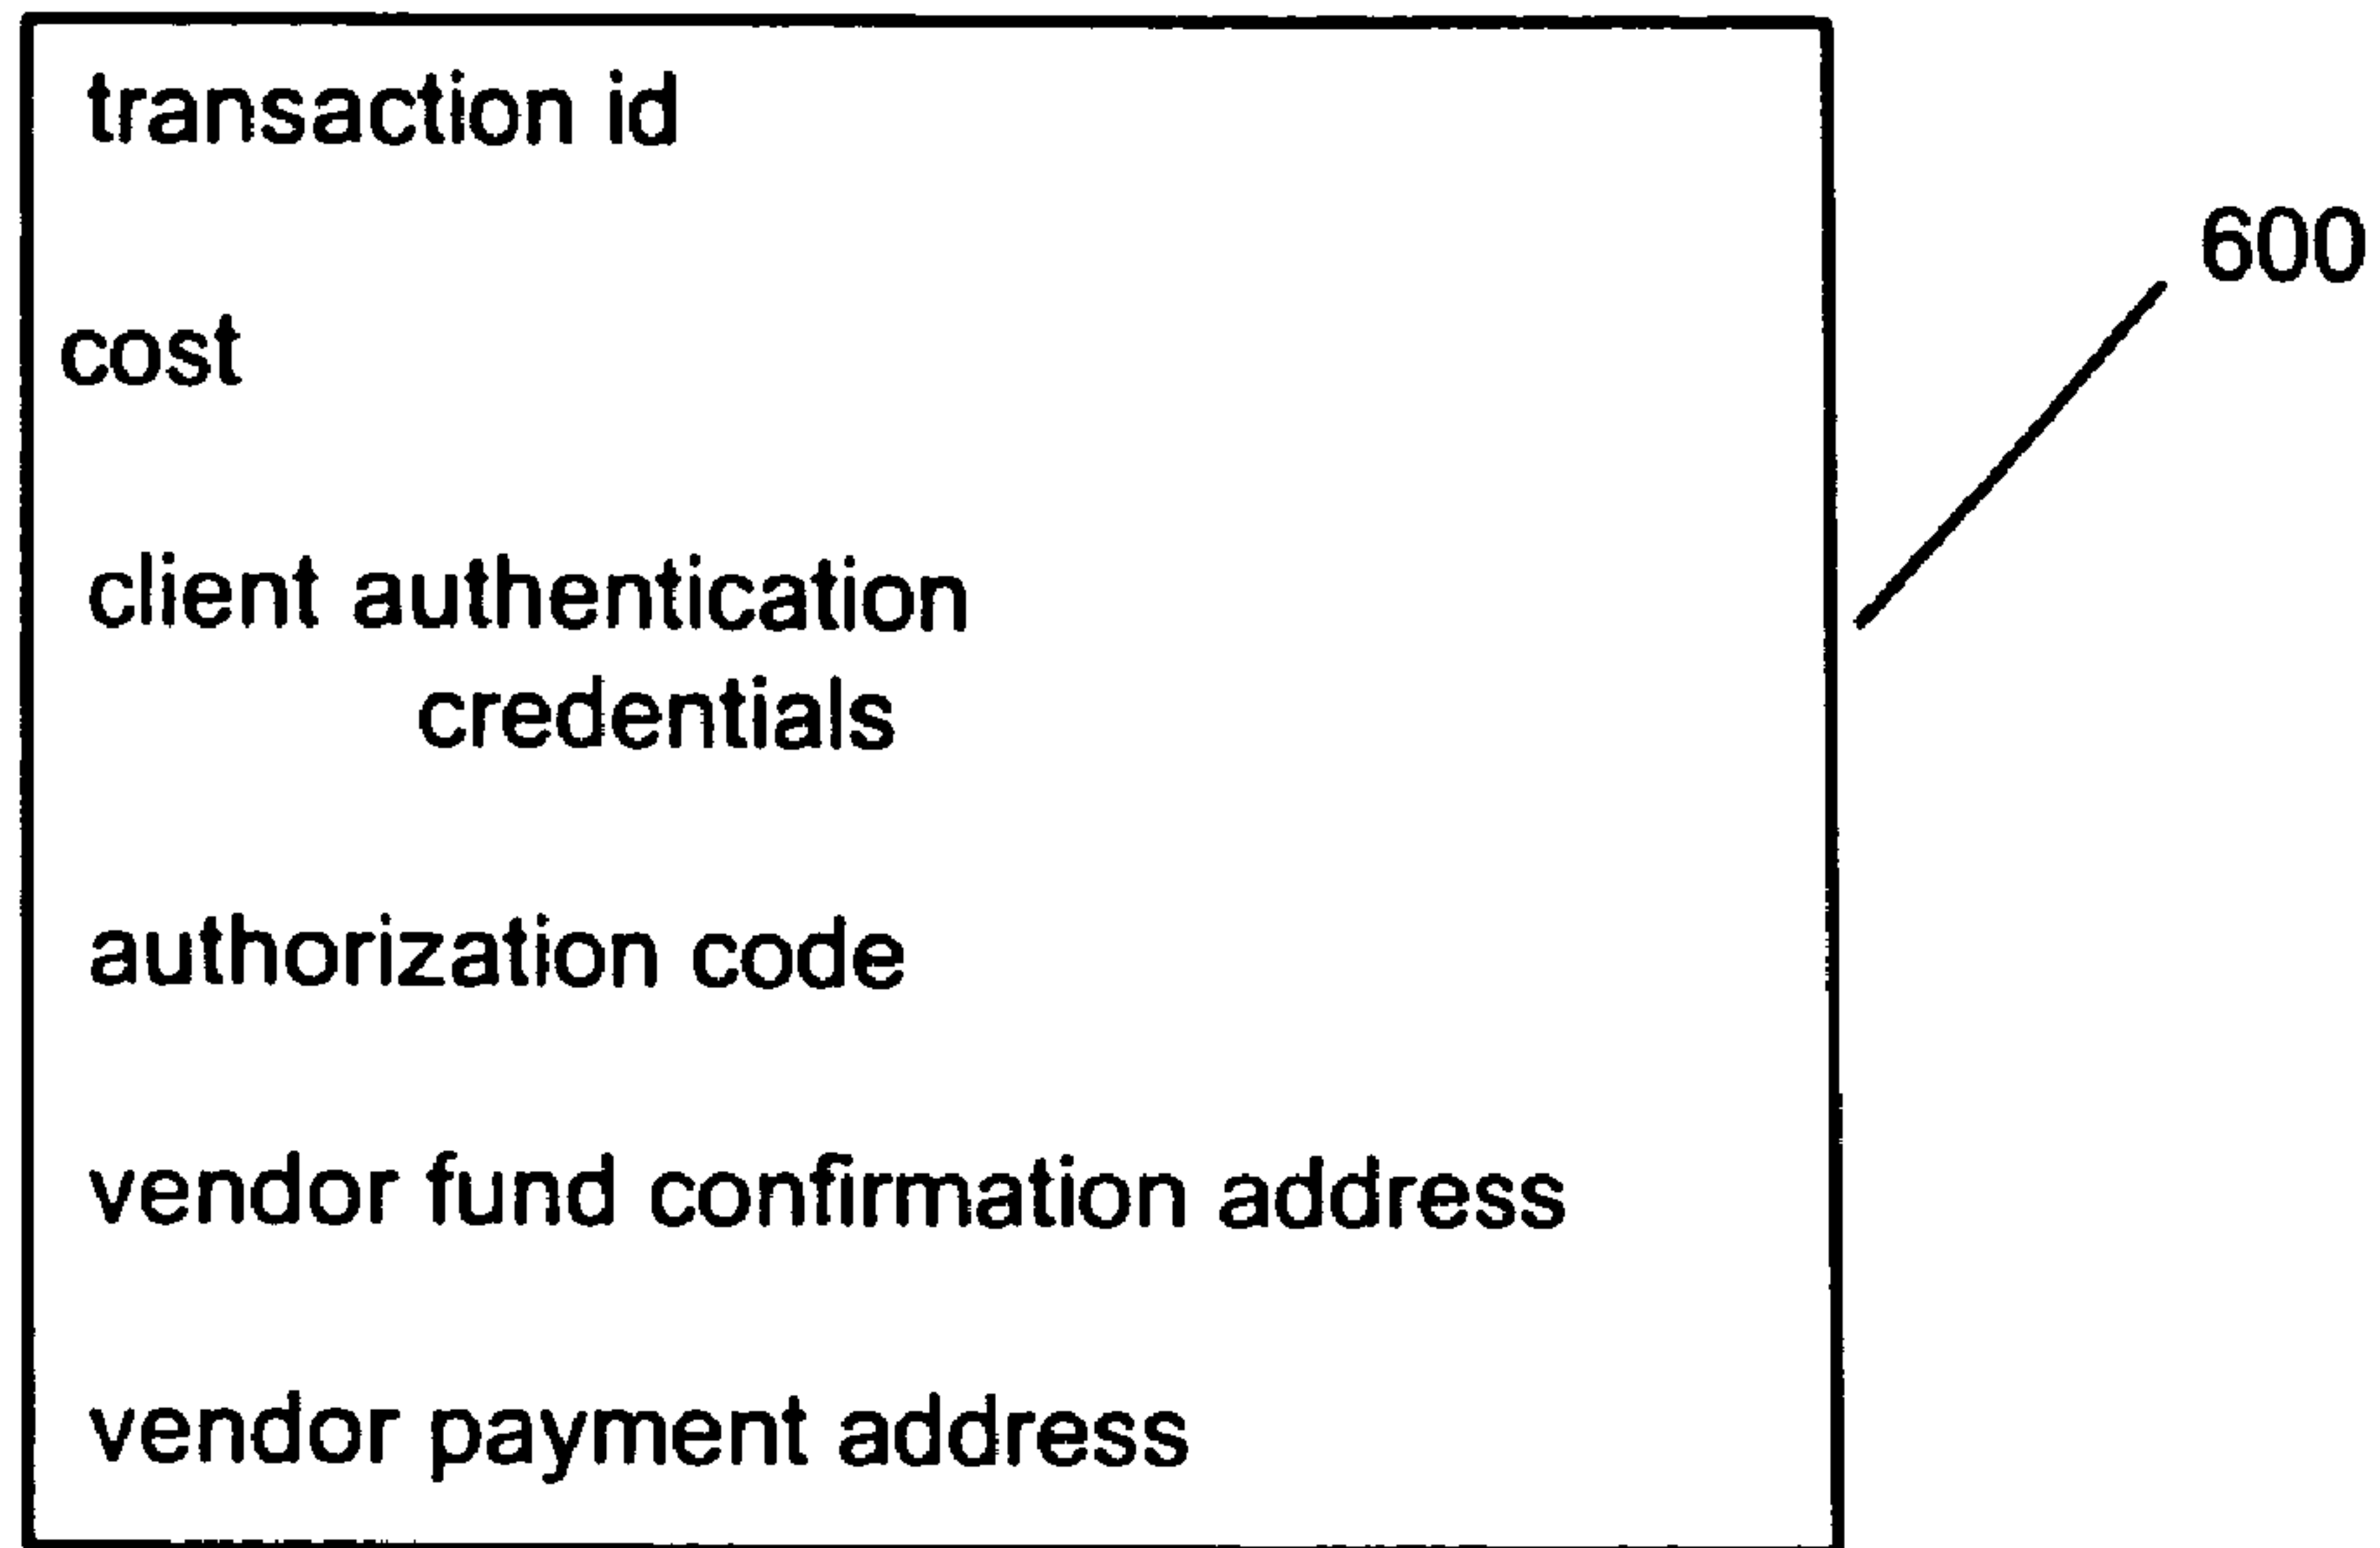 transaction id
600
cost
client authentication
credentials
authorization code
vendor fund confirmation address
vendor payment address